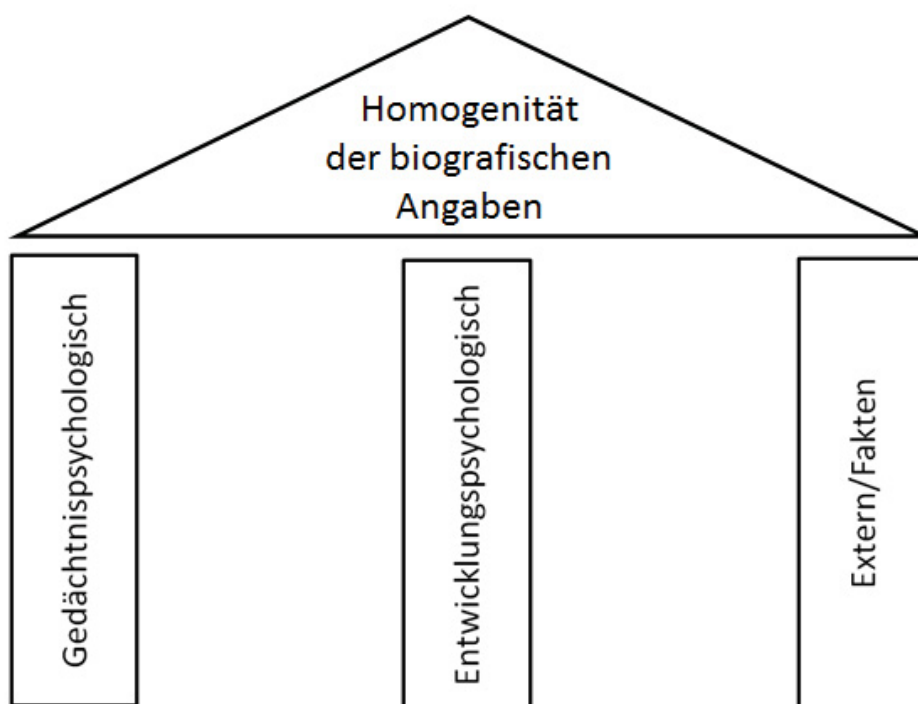 Homogenität
der biografischen
Angaben
Gedächtnispsychologisch
Entwicklungspsychologisch
Extern/Fakten